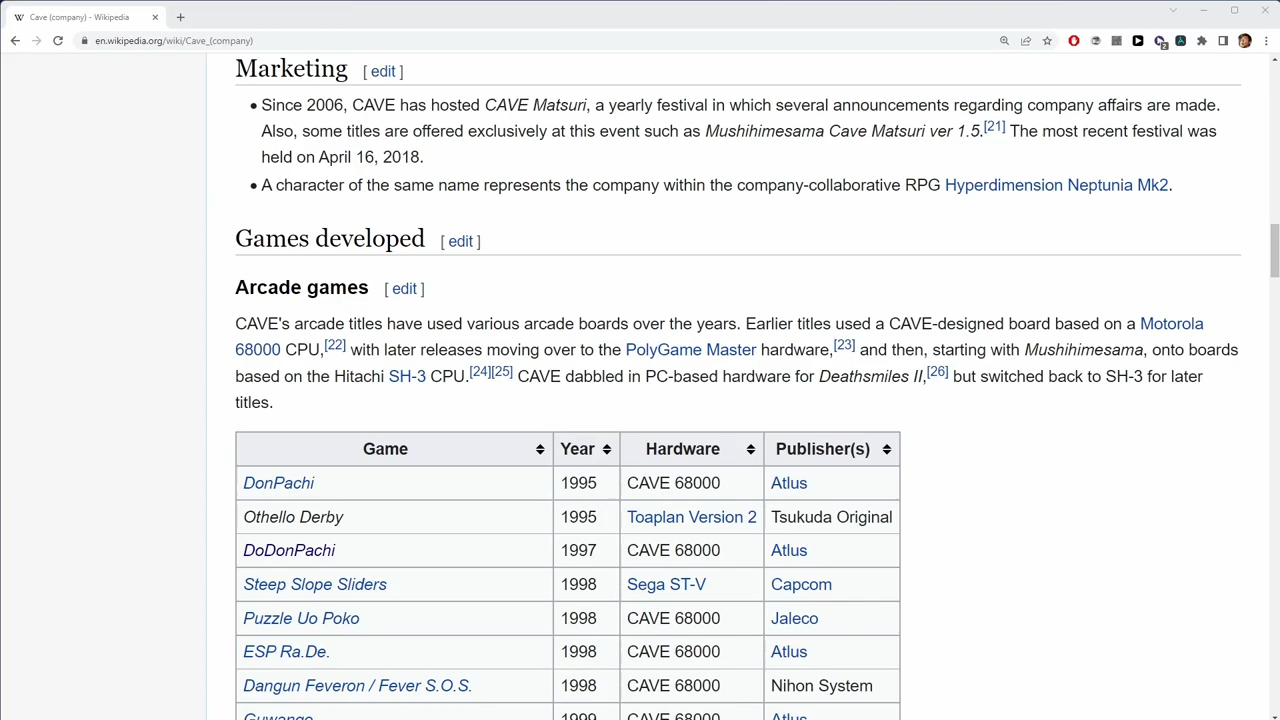 Cave (company) - Wikipedia
en.wikipedia.org/wiki/Cave_(company)
2
Marketing [ edit ]
• Since 2006, CAVE has hosted CAVE Matsuri, a yearly festival in which several announcements regarding company affairs are made.
Also, some titles are offered exclusively at this event such as Mushihimesama Cave Matsuri ver 1.5.[21] The most recent festival was
held on April 16, 2018.
• A character of the same name represents the company within the company-collaborative RPG Hyperdimension Neptunia Mk2.
Games developed [ edit ]
Arcade games [ edit ]
CAVE's arcade titles have used various arcade boards over the years. Earlier titles used a CAVE-designed board based on a Motorola
68000 CPU,[22] with later releases moving over to the PolyGame Master hardware,[23] and then, starting with Mushihimesama, onto boards
based on the Hitachi SH-3 CPU.[24][25] CAVE dabbled in PC-based hardware for Deathsmiles II,[26] but switched back to SH-3 for later
titles.
Game Year Hardware Publisher(s)
DonPachi 1995 CAVE 68000 Atlus
Othello Derby 1995 Toaplan Version 2 Tsukuda Original
DoDonPachi 1997 CAVE 68000 Atlus
Steep Slope Sliders 1998 Sega ST-V Capcom
Puzzle Uo Poko 1998 CAVE 68000 Jaleco
ESP Ra.De. 1998 CAVE 68000 Atlus
Dangun Feveron / Fever S.O.S. 1998 CAVE 68000 Nihon System
Guwange 1999 CAVE 68000 Atlus